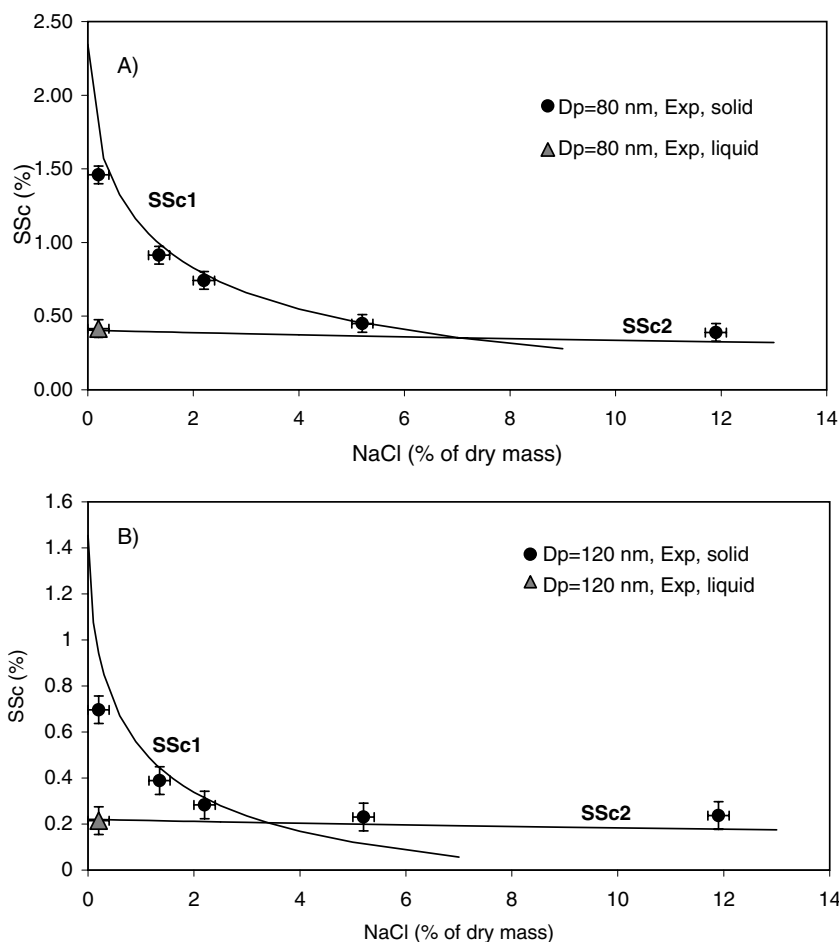 2.50
A)
2.00
Dp=80 nm, Exp, solid
Dp=80 nm, Exp, liquid
1.50
SSc1
SSc (%)
1.00
0.50
SSc2
0.00
0 2 4 6 8 10 12 14
NaCl (% of dry mass)
1.6
B)
1.4
Dp=120 nm, Exp, solid
Dp=120 nm, Exp, liquid
1.2
1
SSc (%)
0.8
0.6
SSc1
0.4
SSc2
0.2
0
0 2 4 6 8 10 12 14
NaCl (% of dry mass)